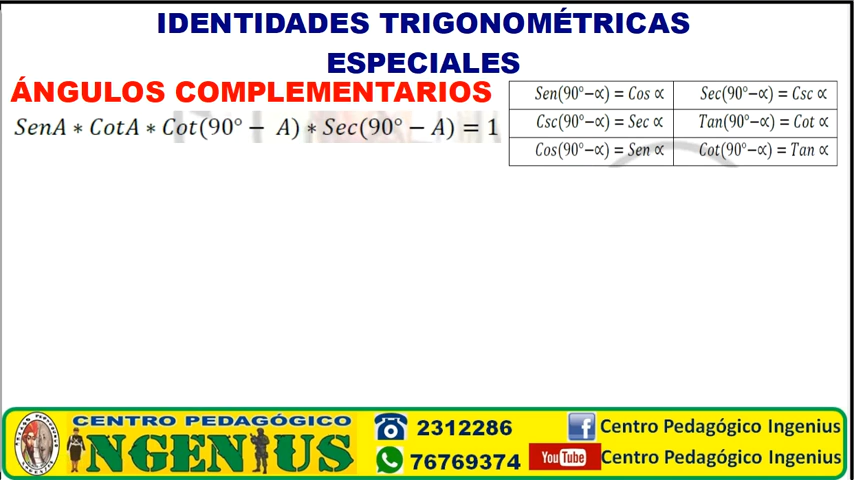 IDENTIDADES TRIGONOMÉTRICAS
ESPECIALES
ÁNGULOS COMPLEMENTARIOS
SenA ∗ CotA ∗ Cot(90° − A) ∗ Sec(90° − A) = 1
Sen(90°−∝) = Cos ∝ Sec(90°−∝) = Csc ∝
Csc(90°−∝) = Sec ∝ Tan(90°−∝) = Cot ∝
Cos(90°−∝) = Sen ∝ Cot(90°−∝) = Tan ∝
CENTRO PEDAGÓGICO
INGENIUS
2312286
76769374
Centro Pedagógico Ingenius
You Tube Centro Pedagógico Ingenius